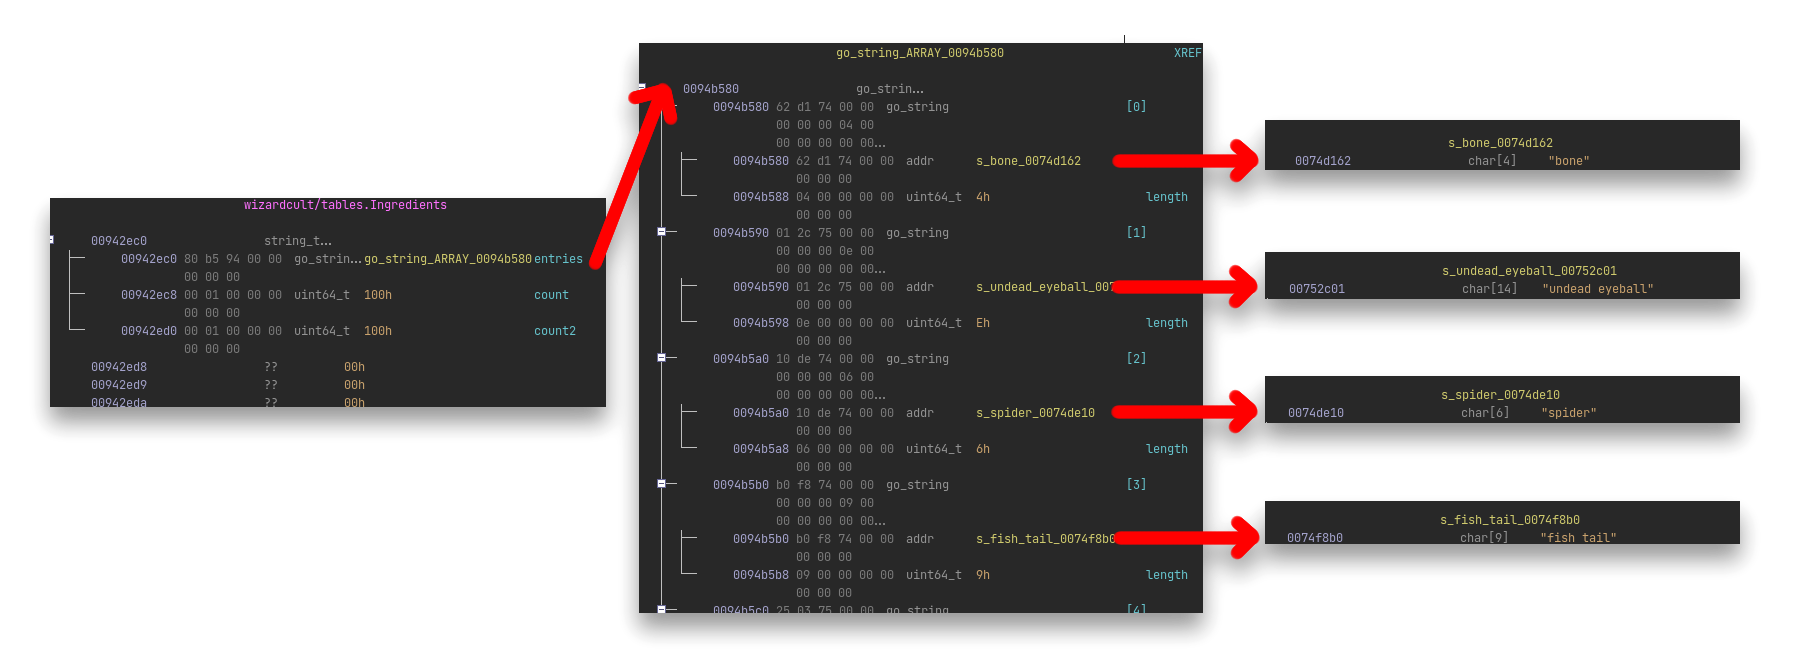 wizardcult/tables.Ingredients
00942ec0 string_t...
00942ec0 80 b5 94 00 00 go_strin... go_string_ARRAY_0094b580 entries
00 00 00
00942ec8 00 01 00 00 00 uint64_t 100h count
00 00 00
00942ed0 00 01 00 00 00 uint64_t 100h count2
00 00 00
00942ed8 ?? 00h
00942ed9 ?? 00h
00942eda ?? 00h
go_string_ARRAY_0094b580 XREF
0094b580 go_strin...
0094b580 62 d1 74 00 00 go_string [0]
00 00 00 04 00
00 00 00 00 00...
0094b580 62 d1 74 00 00 addr s_bone_0074d162
00 00 00
0094b588 04 00 00 00 00 uint64_t 4h length
00 00 00
0094b590 01 2c 75 00 00 go_string [1]
00 00 00 0e 00
00 00 00 00 00...
0094b590 01 2c 75 00 00 addr s_undead_eyeball_007
00 00 00
0094b598 0e 00 00 00 00 uint64_t Eh length
00 00 00
0094b5a0 10 de 74 00 00 go_string [2]
00 00 00 06 00
00 00 00 00 00...
0094b5a0 10 de 74 00 00 addr s_spider_0074de10
00 00 00
0094b5a8 06 00 00 00 00 uint64_t 6h length
00 00 00
0094b5b0 b0 f8 74 00 00 go_string [3]
00 00 00 09 00
00 00 00 00 00...
0094b5b0 b0 f8 74 00 00 addr s_fish_tail_0074f8b0
00 00 00
0094b5b8 09 00 00 00 00 uint64_t 9h length
00 00 00
0094b5c0 25 03 75 00 00 go_string [4]
s_bone_0074d162
0074d162 char[4] "bone"
s_undead_eyeball_00752c01
00752c01 char[14] "undead eyeball"
s_spider_0074de10
0074de10 char[6] "spider"
s_fish_tail_0074f8b0
0074f8b0 char[9] "fish tail"